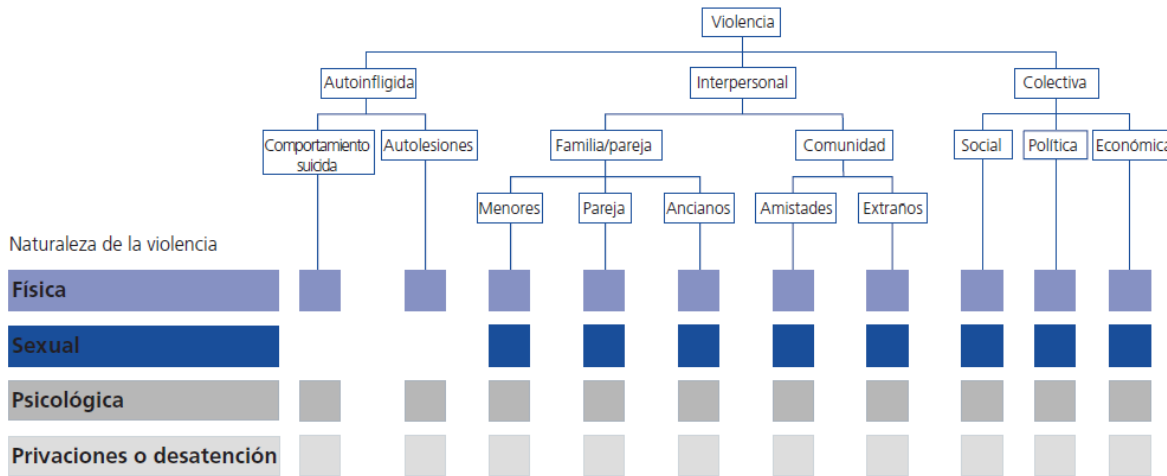 Violencia
Autoinfligida
Interpersonal
Colectiva
Comportamiento
suicida
Autolesiones
Familia/pareja
Comunidad
Social
Política
Económica
Menores
Pareja
Ancianos
Amistades
Extraños
Naturaleza de la violencia
Física
Sexual
Psicológica
Privaciones o desatención